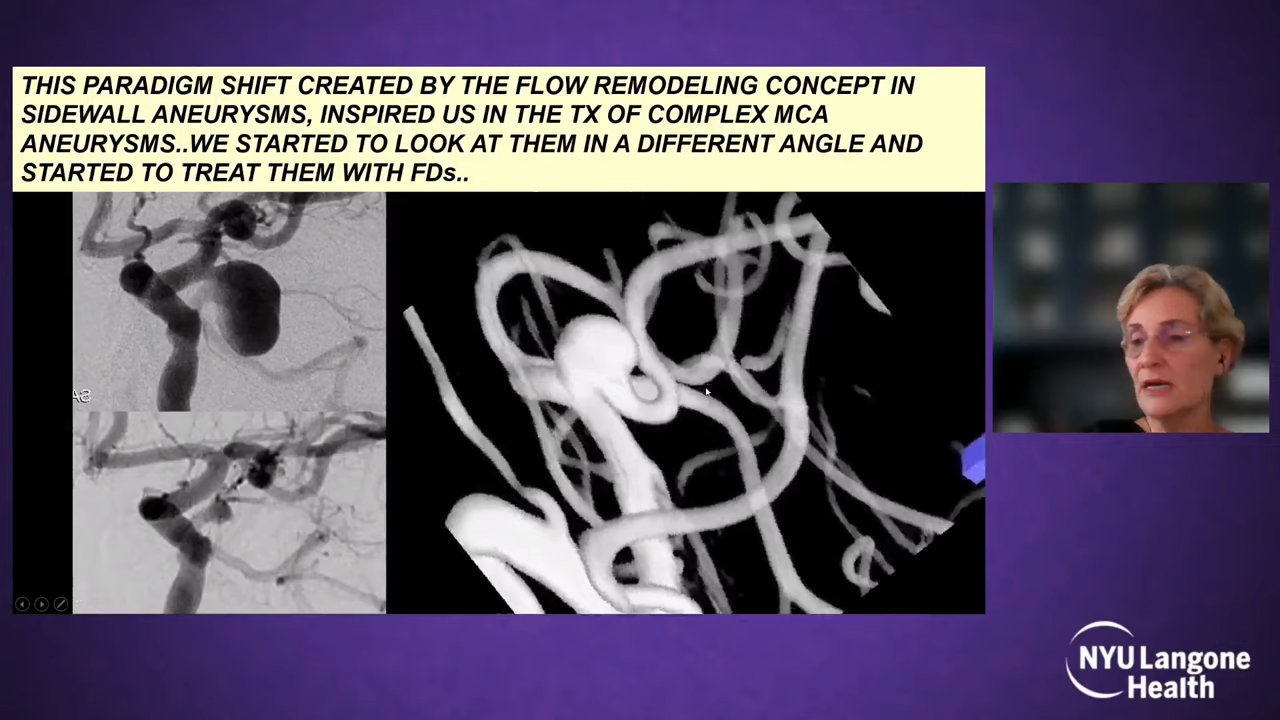 THIS PARADIGM SHIFT CREATED BY THE FLOW REMODELING CONCEPT IN
SIDEWALL ANEURYSMS, INSPIRED US IN THE TX OF COMPLEX MCA
ANEURYSMS..WE STARTED TO LOOK AT THEM IN A DIFFERENT ANGLE AND
STARTED TO TREAT THEM WITH FDs..
NYU Langone
Health